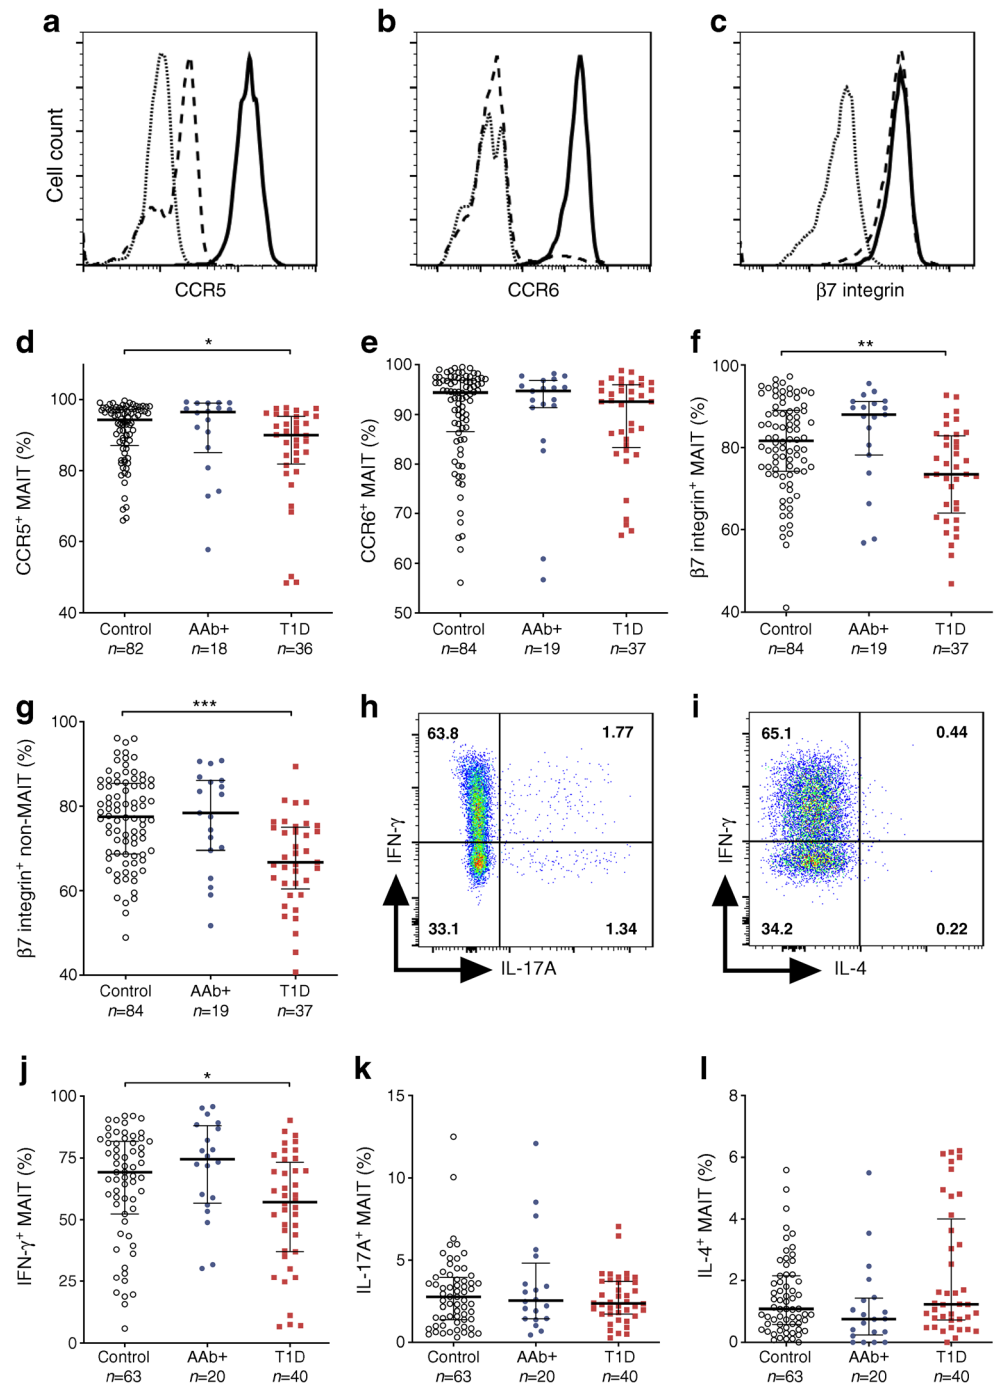 a
b
c
Cell count
CCR5
CCR6
β7 integrin
d
*
CCR5⁺ MAIT (%)
100
80
60
40
Control
n=82
AAb+
n=18
T1D
n=36
e
CCR6⁺ MAIT (%)
100
90
80
70
60
50
Control
n=84
AAb+
n=19
T1D
n=37
f
**
β7 integrin⁺ MAIT (%)
100
80
60
40
Control
n=84
AAb+
n=19
T1D
n=37
g
***
β7 integrin⁺ non-MAIT (%)
100
80
60
40
Control
n=84
AAb+
n=19
T1D
n=37
h
63.8
1.77
IFN-γ
33.1
1.34
IL-17A
i
65.1
0.44
IFN-γ
34.2
0.22
IL-4
j
*
IFN-γ⁺ MAIT (%)
100
75
50
25
0
Control
n=63
AAb+
n=20
T1D
n=40
k
IL-17A⁺ MAIT (%)
15
10
5
0
Control
n=63
AAb+
n=20
T1D
n=40
l
IL-4⁺ MAIT (%)
8
6
4
2
0
Control
n=63
AAb+
n=20
T1D
n=40